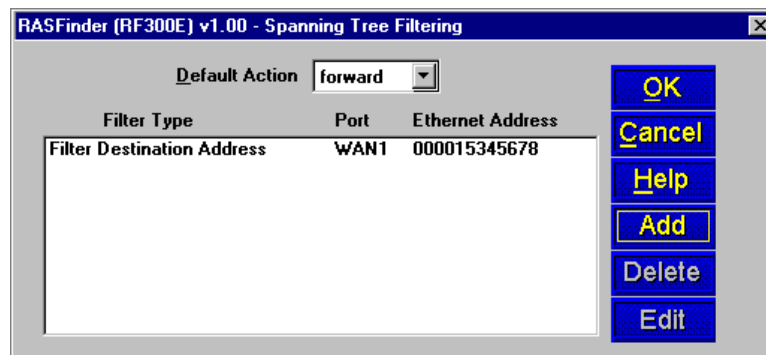 RASFinder (RF300E) v1.00 - Spanning Tree Filtering
Default Action forward
OK
Filter Type Port Ethernet Address
Cancel
Filter Destination Address WAN1 000015345678
Help
Add
Delete
Edit